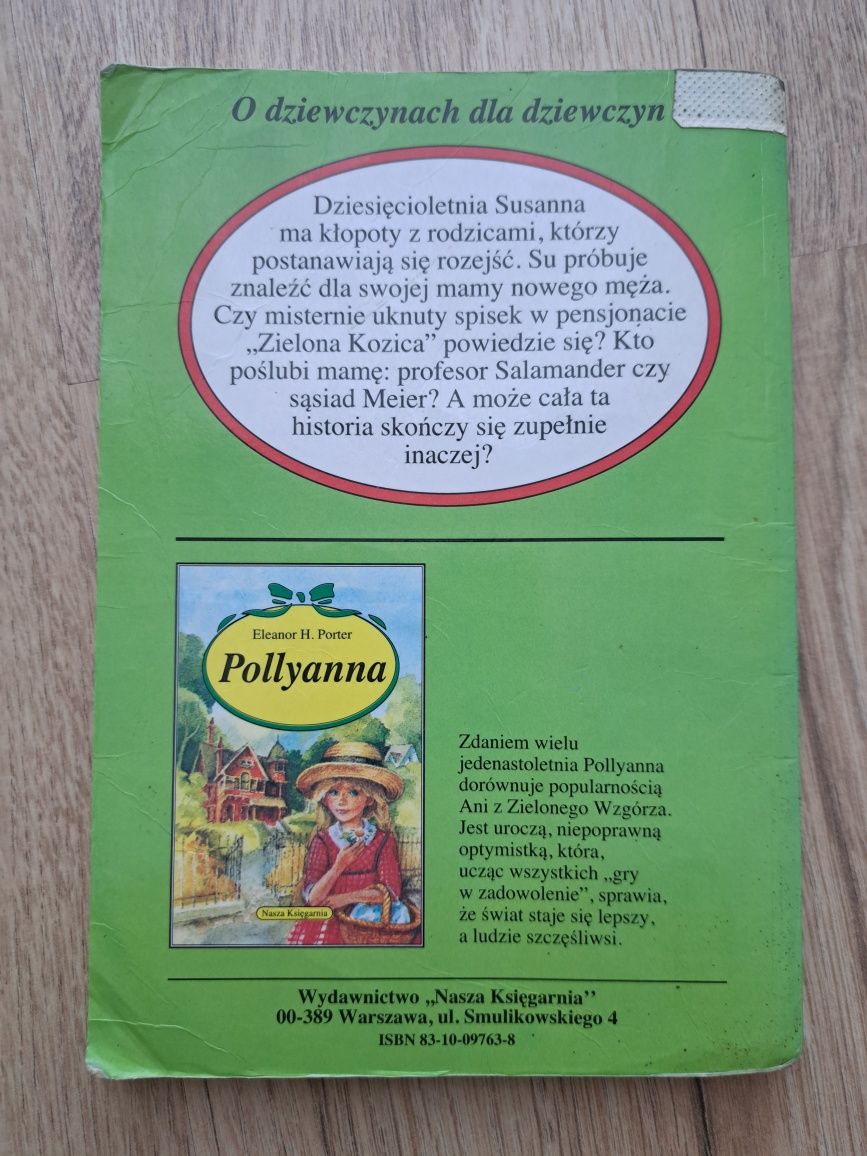 O dziewczynach dla dziewczyn
Dziesięcioletnia Susanna
ma kłopoty z rodzicami, którzy
postanawiają się rozejść. Su próbuje
znaleźć dla swojej mamy nowego męża.
Czy misternie uknuty spisek w pensjonacie
„Zielona Kozica” powiedzie się? Kto
poślubi mamę: profesor Salamander czy
sąsiad Meier? A może cała ta
historia skończy się zupełnie
inaczej?
Eleanor H. Porter
Pollyanna
Nasza Księgarnia
Zdaniem wielu
jedenastoletnia Pollyanna
dorównuje popularnością
Ani z Zielonego Wzgórza.
Jest uroczą, niepoprawną
optymistką, która,
ucząc wszystkich „gry
w zadowolenie”, sprawia,
że świat staje się lepszy,
a ludzie szczęśliwsi.
Wydawnictwo „Nasza Księgarnia”
00-389 Warszawa, ul. Smulikowskiego 4
ISBN 83-10-09763-8